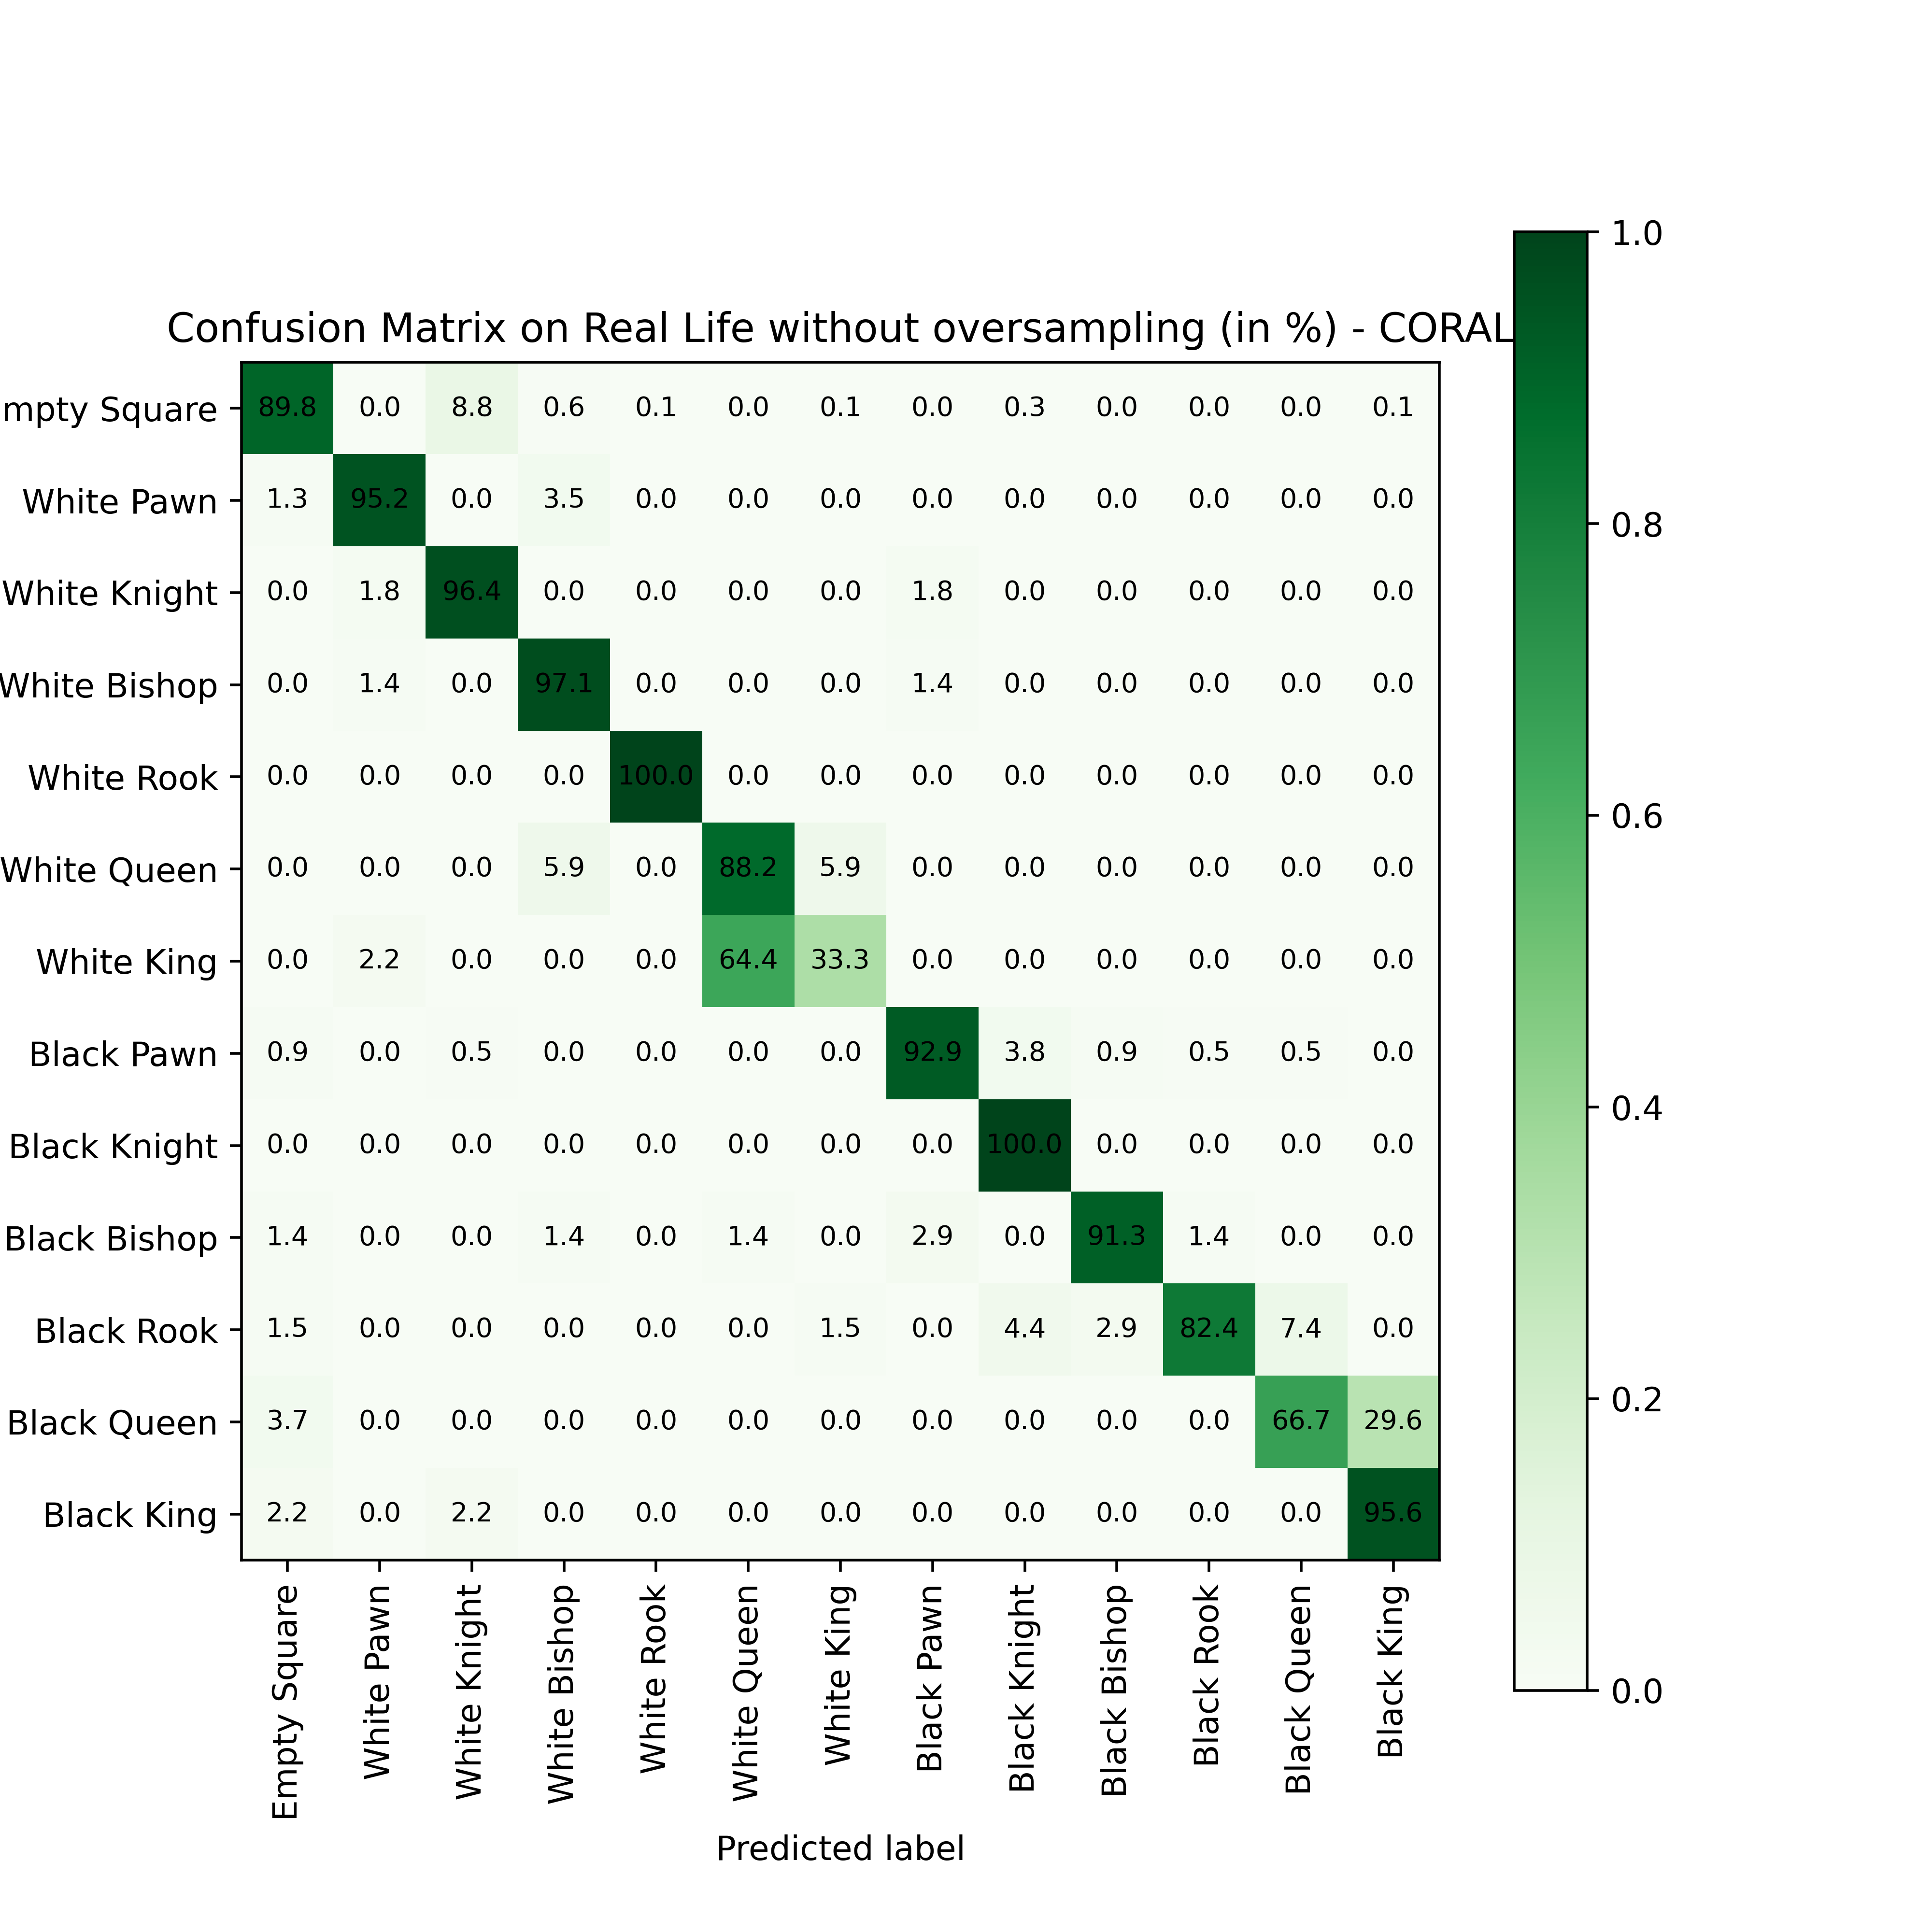 1.0
Confusion Matrix on Real Life without oversampling (in %) - CORAL
mpty Square 89.8 0.0 8.8 0.6 0.1 0.0 0.1 0.0 0.3 0.0 0.0 0.0 0.1
White Pawn 1.3 95.2 0.0 3.5 0.0 0.0 0.0 0.0 0.0 0.0 0.0 0.0 0.0
0.8
White Knight 0.0 1.8 96.4 0.0 0.0 0.0 0.0 1.8 0.0 0.0 0.0 0.0 0.0
White Bishop 0.0 1.4 0.0 97.1 0.0 0.0 0.0 1.4 0.0 0.0 0.0 0.0 0.0
White Rook 0.0 0.0 0.0 0.0 100.0 0.0 0.0 0.0 0.0 0.0 0.0 0.0 0.0
0.6
White Queen 0.0 0.0 0.0 5.9 0.0 88.2 5.9 0.0 0.0 0.0 0.0 0.0 0.0
White King 0.0 2.2 0.0 0.0 0.0 64.4 33.3 0.0 0.0 0.0 0.0 0.0 0.0
Black Pawn 0.9 0.0 0.5 0.0 0.0 0.0 0.0 92.9 3.8 0.9 0.5 0.5 0.0
0.4
Black Knight 0.0 0.0 0.0 0.0 0.0 0.0 0.0 0.0 100.0 0.0 0.0 0.0 0.0
Black Bishop 1.4 0.0 0.0 1.4 0.0 1.4 0.0 2.9 0.0 91.3 1.4 0.0 0.0
Black Rook 1.5 0.0 0.0 0.0 0.0 0.0 1.5 0.0 4.4 2.9 82.4 7.4 0.0
0.2
Black Queen 3.7 0.0 0.0 0.0 0.0 0.0 0.0 0.0 0.0 0.0 0.0 66.7 29.6
Black King 2.2 0.0 2.2 0.0 0.0 0.0 0.0 0.0 0.0 0.0 0.0 0.0 95.6
0.0
Empty Square
White Pawn
White Knight
White Bishop
White Rook
White Queen
White King
Black Pawn
Black Knight
Black Bishop
Black Rook
Black Queen
Black King
Predicted label